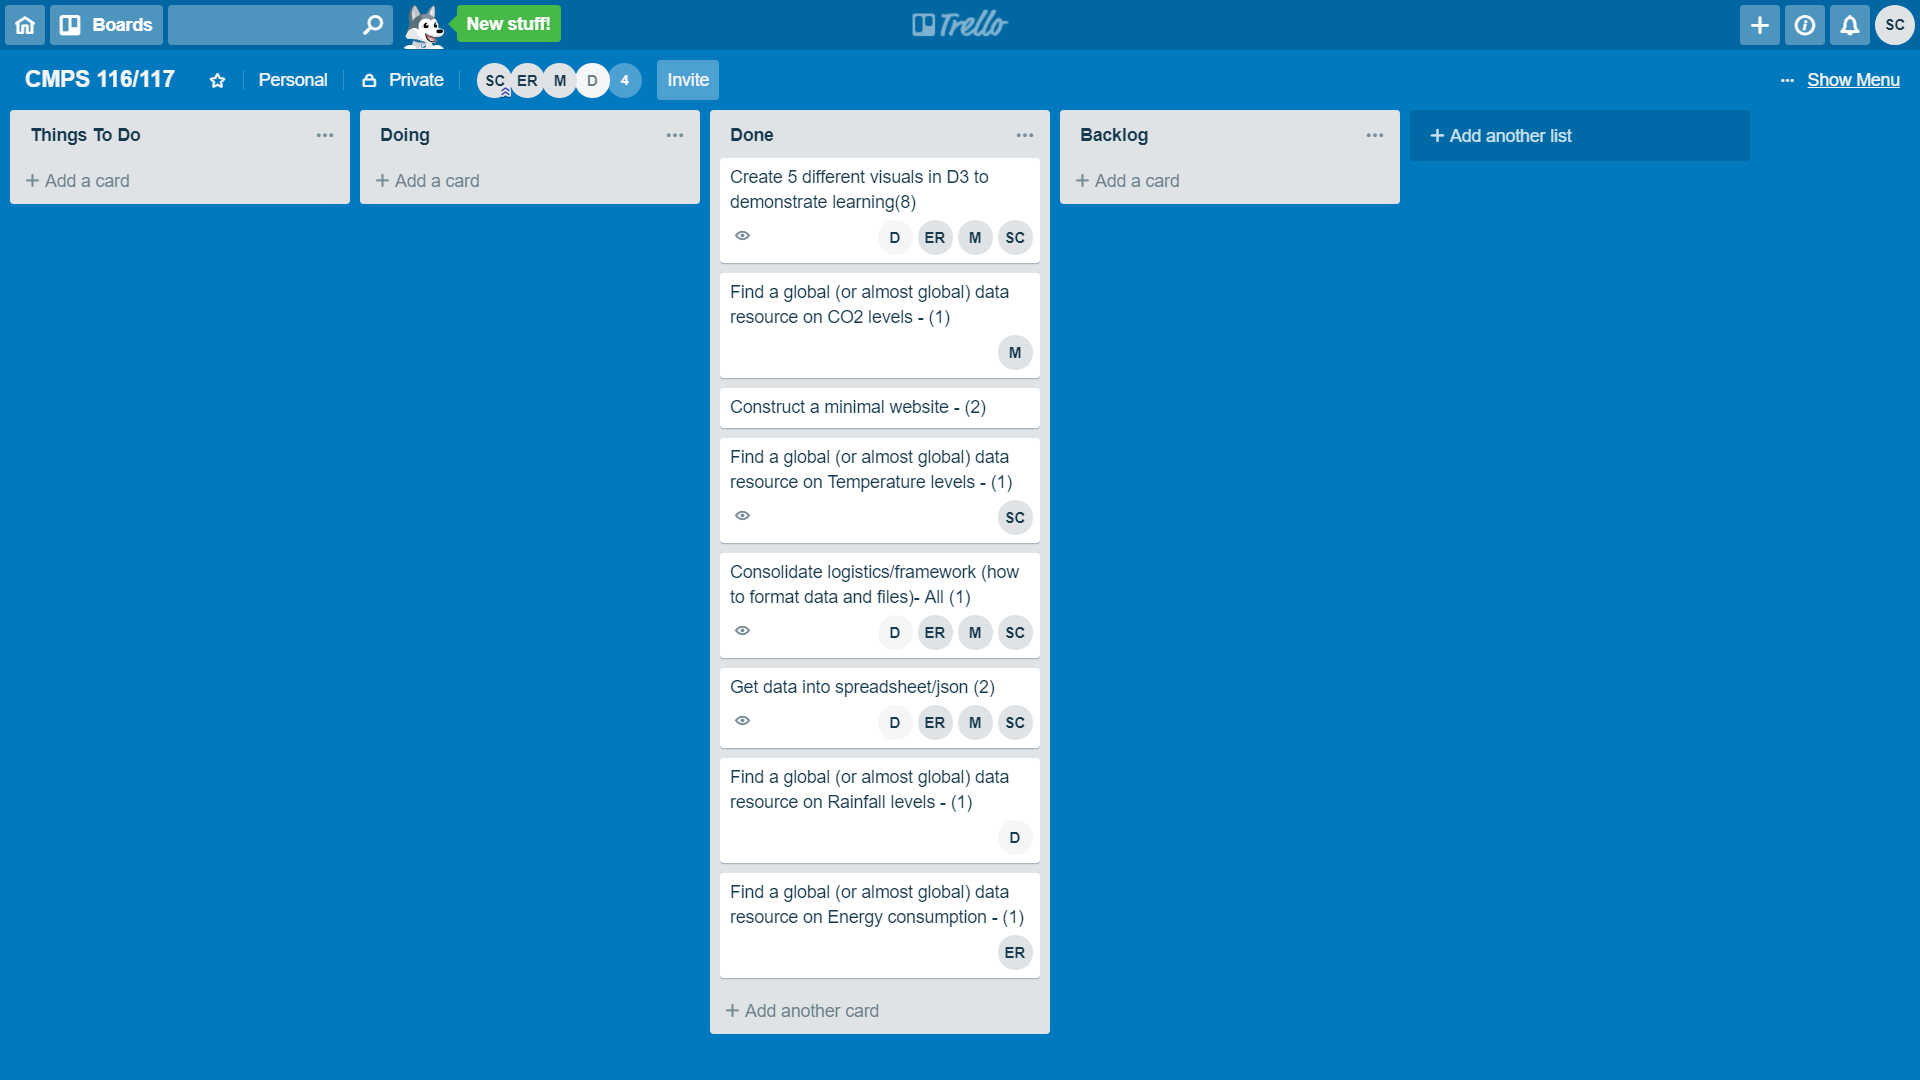 Boards
New stuff!
Trello
SC
CMPS 116/117
Personal
Private
SC ER M D 4
Invite
... Show Menu
Things To Do
+ Add a card
Doing
+ Add a card
Done
Create 5 different visuals in D3 to
demonstrate learning(8)
D ER M SC
Find a global (or almost global) data
resource on CO2 levels - (1)
M
Construct a minimal website - (2)
Find a global (or almost global) data
resource on Temperature levels - (1)
SC
Consolidate logistics/framework (how
to format data and files)- All (1)
D ER M SC
Get data into spreadsheet/json (2)
D ER M SC
Find a global (or almost global) data
resource on Rainfall levels - (1)
D
Find a global (or almost global) data
resource on Energy consumption - (1)
ER
+ Add another card
Backlog
+ Add a card
+ Add another list